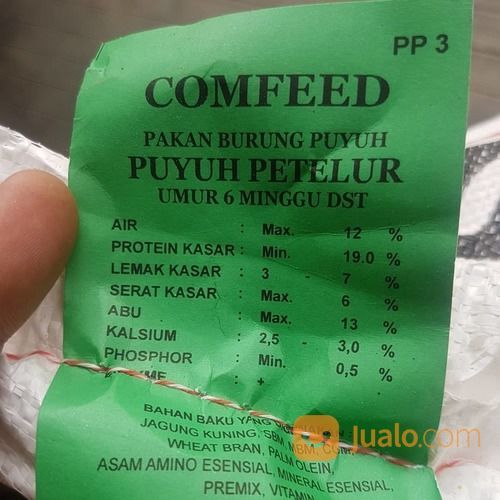 PP 3
COMFEED
PAKAN BURUNG PUYUH
PUYUH PETELUR
UMUR 6 MINGGU DST
AIR : Max. 12 %
PROTEIN KASAR : Min. 19.0 %
LEMAK KASAR : 3 - 7 %
SERAT KASAR : Max. 6 %
ABU : Max. 13 %
KALSIUM : 2,5 - 3,0 %
PHOSPHOR : Min. 0,5 %
: +
BAHAN BAKU YANG
JAGUNG KUNING, SBM, MBM, CGM,
WHEAT BRAN, PALM OLEIN,
ASAM AMINO ESENSIAL, MINERAL ESENSIAL,
PREMIX, VITAMIN
Jualo.com